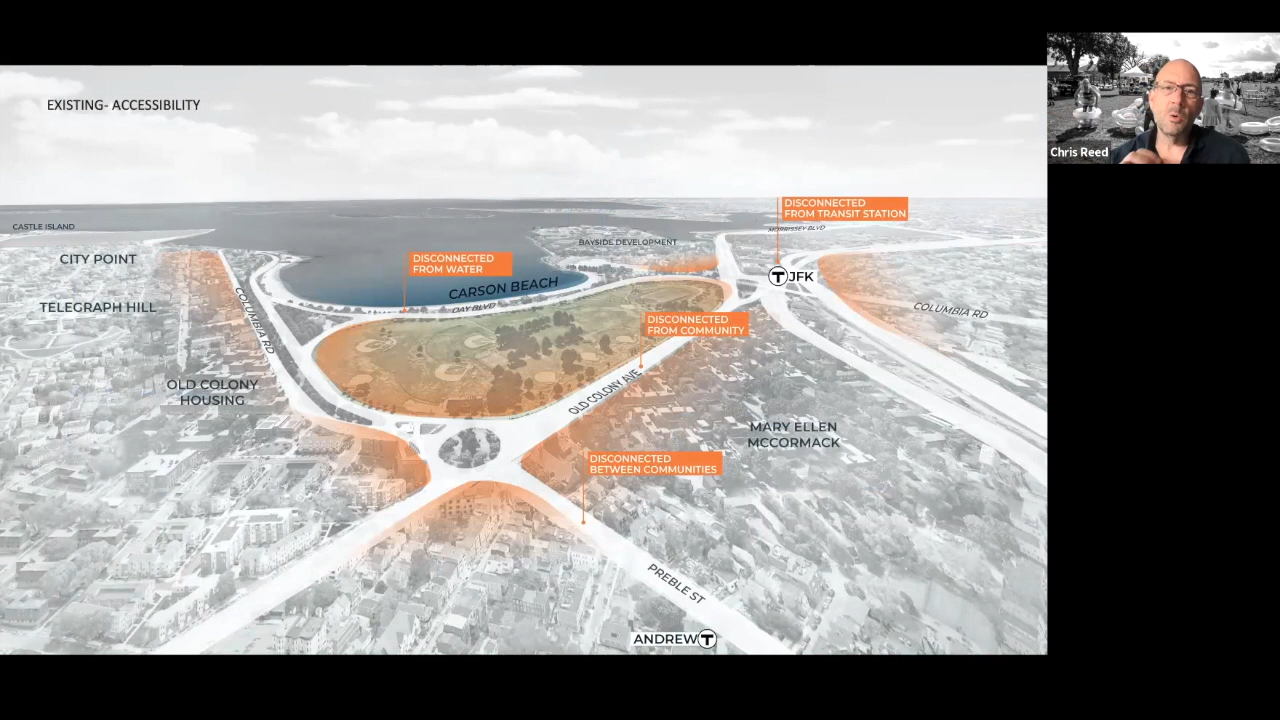 EXISTING- ACCESSIBILITY
Chris Reed
DISCONNECTED
FROM TRANSIT STATION
CASTLE ISLAND
MORRISSEY BLVD
BAYSIDE DEVELOPMENT
CITY POINT
DISCONNECTED
FROM WATER
T JFK
CARSON BEACH
DAY BLVD
TELEGRAPH HILL
COLUMBIA RD
COLUMBIA RD
DISCONNECTED
FROM COMMUNITY
OLD COLONY
HOUSING
OLD COLONY AVE
MARY ELLEN
MCCORMACK
DISCONNECTED
BETWEEN COMMUNITIES
PREBLE ST
ANDREW T